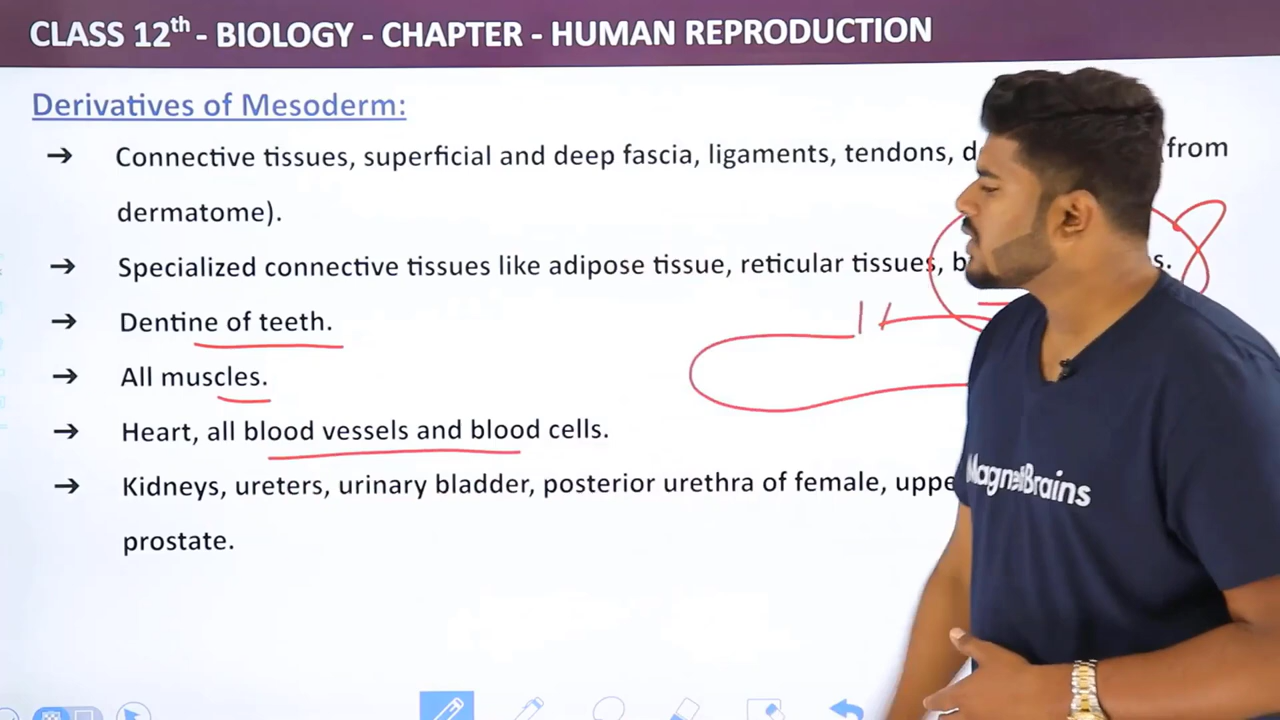 CLASS 12th - BIOLOGY - CHAPTER - HUMAN REPRODUCTION
Derivatives of Mesoderm:
➔ Connective tissues, superficial and deep fascia, ligaments, tendons, from
dermatome).
➔ Specialized connective tissues like adipose tissue, reticular tissues,
➔ Dentine of teeth.
➔ All muscles.
➔ Heart, all blood vessels and blood cells.
➔ Kidneys, ureters, urinary bladder, posterior urethra of female,
prostate.
MagnetBrains